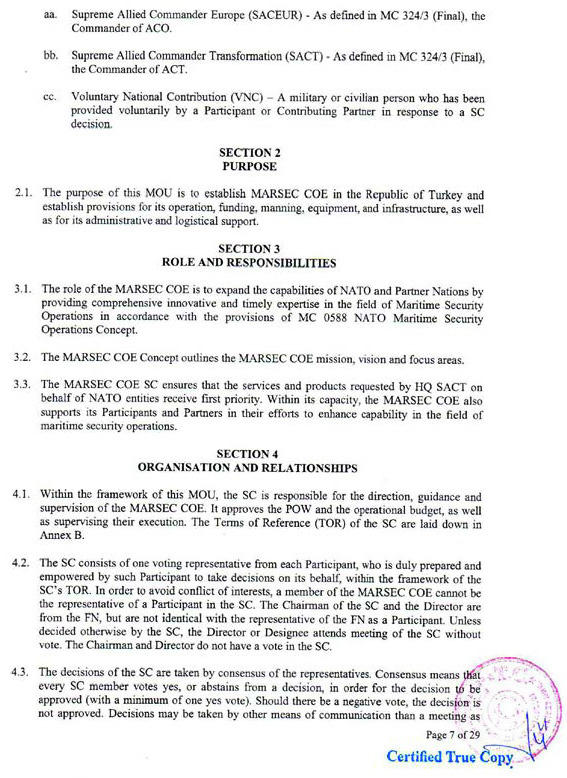 aa. Supreme Allied Commander Europe (SACEUR) - As defined in MC 324/3 (Final), the
Commander of ACO.
bb. Supreme Allied Commander Transformation (SACT) - As defined in MC 324/3 (Final),
the Commander of ACT.
cc. Voluntary National Contribution (VNC) – A military or civilian person who has been
provided voluntarily by a Participant or Contributing Partner in response to a SC
decision.
SECTION 2
PURPOSE
2.1. The purpose of this MOU is to establish MARSEC COE in the Republic of Turkey and
establish provisions for its operation, funding, manning, equipment, and infrastructure, as well
as for its administrative and logistical support.
SECTION 3
ROLE AND RESPONSIBILITIES
3.1. The role of the MARSEC COE is to expand the capabilities of NATO and Partner Nations by
providing comprehensive innovative and timely expertise in the field of Maritime Security
Operations in accordance with the provisions of MC 0588 NATO Maritime Security
Operations Concept.
3.2. The MARSEC COE Concept outlines the MARSEC COE mission, vision and focus areas.
3.3. The MARSEC COE SC ensures that the services and products requested by HQ SACT on
behalf of NATO entities receive first priority. Within its capacity, the MARSEC COE also
supports its Participants and Partners in their efforts to enhance capability in the field of
maritime security operations.
SECTION 4
ORGANISATION AND RELATIONSHIPS
4.1. Within the framework of this MOU, the SC is responsible for the direction, guidance and
supervision of the MARSEC COE. It approves the POW and the operational budget, as well
as supervising their execution. The Terms of Reference (TOR) of the SC are laid down in
Annex B.
4.2. The SC consists of one voting representative from each Participant, who is duly prepared and
empowered by such Participant to take decisions on its behalf, within the framework of the
SC's TOR. In order to avoid conflict of interests, a member of the MARSEC COE cannot be
the representative of a Participant in the SC. The Chairman of the SC and the Director are
from the FN, but are not identical with the representative of the FN as a Participant. Unless
decided otherwise by the SC, the Director or Designee attends meeting of the SC without
vote. The Chairman and Director do not have a vote in the SC.
4.3. The decisions of the SC are taken by consensus of the representatives. Consensus means that
every SC member votes yes, or abstains from a decision, in order for the decision to be
approved (with a minimum of one yes vote). Should there be a negative vote, the decision is
not approved. Decisions may be taken by other means of communication than a meeting as
Page 7 of 29
Certified True Copy